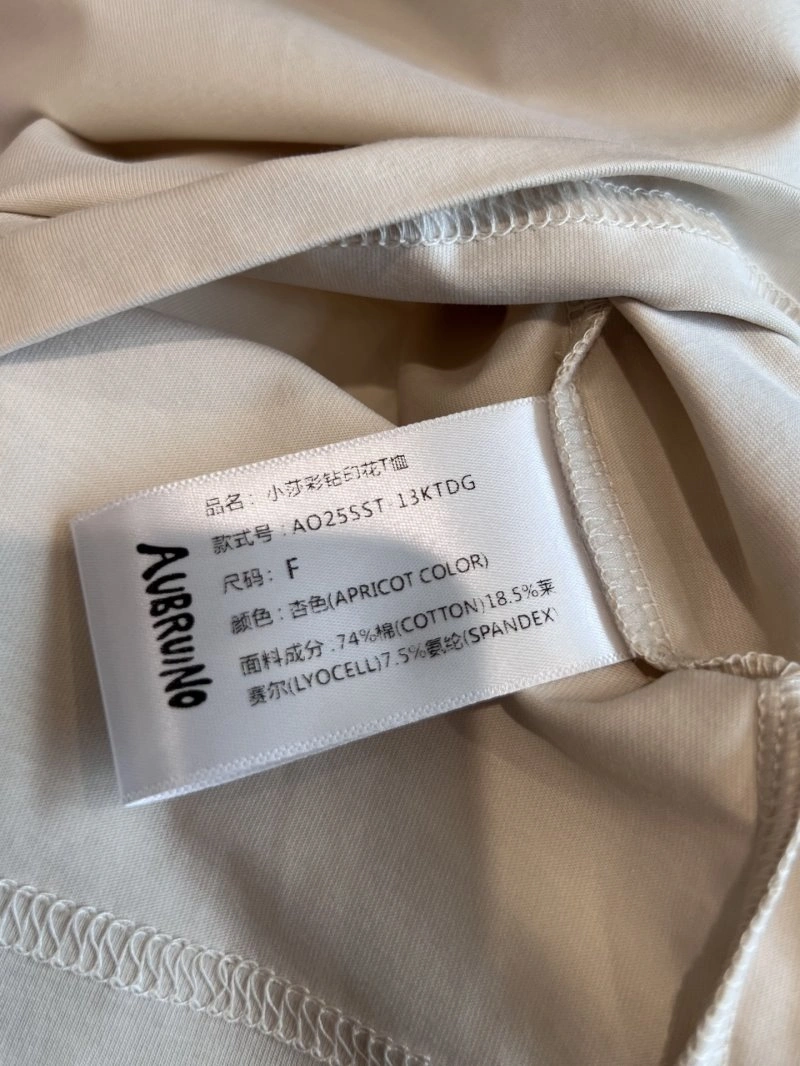 品名：小莎彩钻印花T恤
款式号：AO25SST 13KTDG
尺码：F
颜色：杏色(APRICOT COLOR)
面料成分：74%棉(COTTON)18.5%莱
赛尔(LYOCELL)7.5%氨纶(SPANDEX)
AUBRUINO